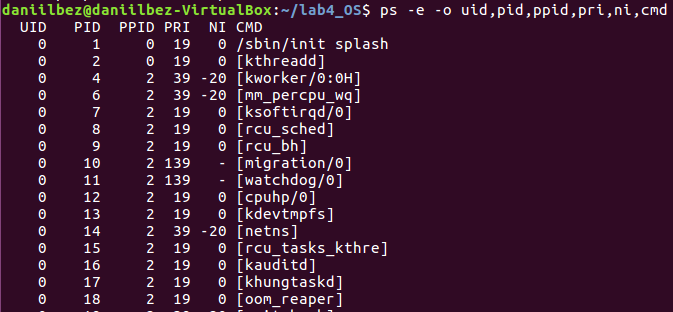 daniilbez@daniilbez-VirtualBox:~/lab4_OS$ ps -e -o uid,pid,ppid,pri,ni,cmd
  UID   PID  PPID PRI  NI CMD
    0     1     0  19   0 /sbin/init splash
    0     2     0  19   0 [kthreadd]
    0     4     2  39 -20 [kworker/0:0H]
    0     6     2  39 -20 [mm_percpu_wq]
    0     7     2  19   0 [ksoftirqd/0]
    0     8     2  19   0 [rcu_sched]
    0     9     2  19   0 [rcu_bh]
    0    10     2 139   - [migration/0]
    0    11     2 139   - [watchdog/0]
    0    12     2  19   0 [cpuhp/0]
    0    13     2  19   0 [kdevtmpfs]
    0    14     2  39 -20 [netns]
    0    15     2  19   0 [rcu_tasks_kthre]
    0    16     2  19   0 [kauditd]
    0    17     2  19   0 [khungtaskd]
    0    18     2  19   0 [oom_reaper]